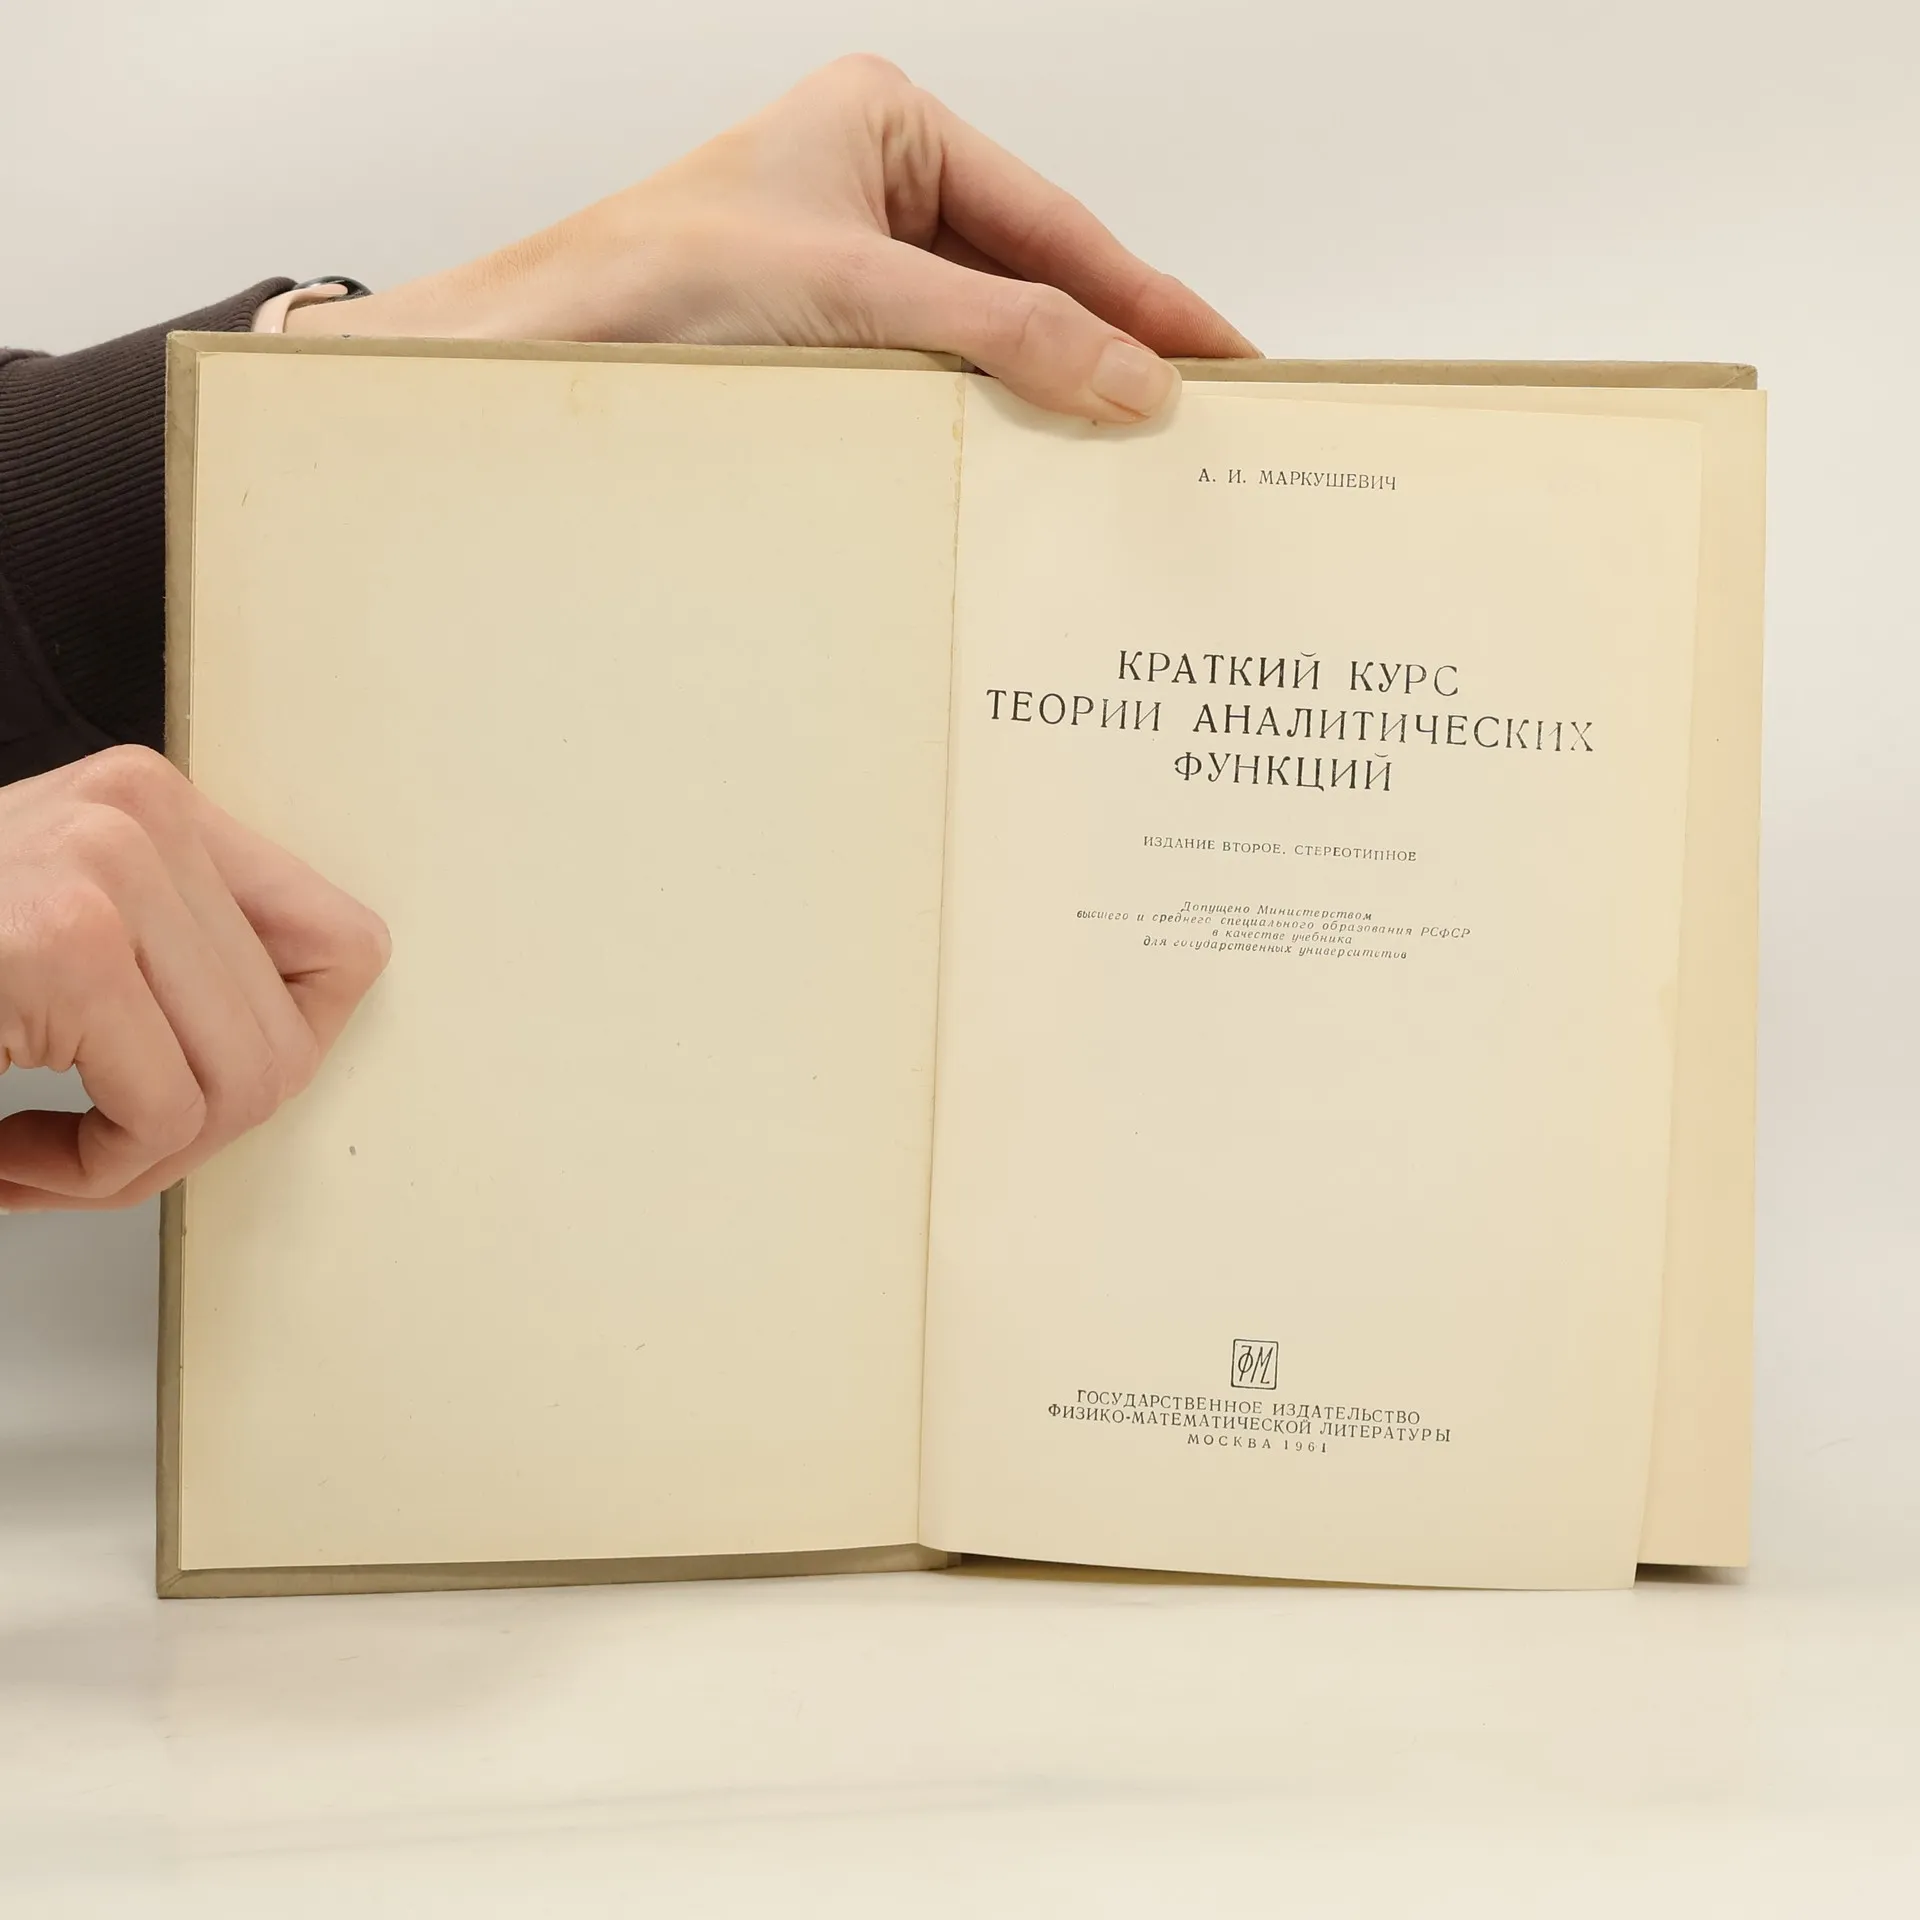 А. И. МАРКУШЕВИЧ
КРАТКИЙ КУРС
ТЕОРИИ АНАЛИТИЧЕСКИХ
ФУНКЦИЙ
ИЗДАНИЕ ВТОРОЕ, СТЕРЕОТИПНОЕ
Допущено Министерством
высшего и среднего специального образования РСФСР
в качестве учебника
для государственных университетов
ФМЛ
ГОСУДАРСТВЕННОЕ ИЗДАТЕЛЬСТВО
ФИЗИКО-МАТЕМАТИЧЕСКОЙ ЛИТЕРАТУРЫ
МОСКВА 1961